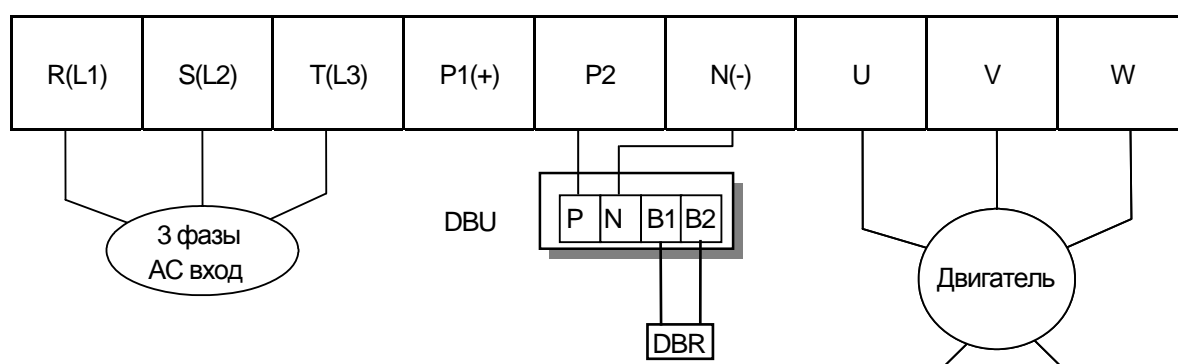 R(L1) S(L2) T(L3) P1(+) P2 N(-) U V W
DBU
P N B1 B2
3 фазы
AC вход
Двигатель
DBR